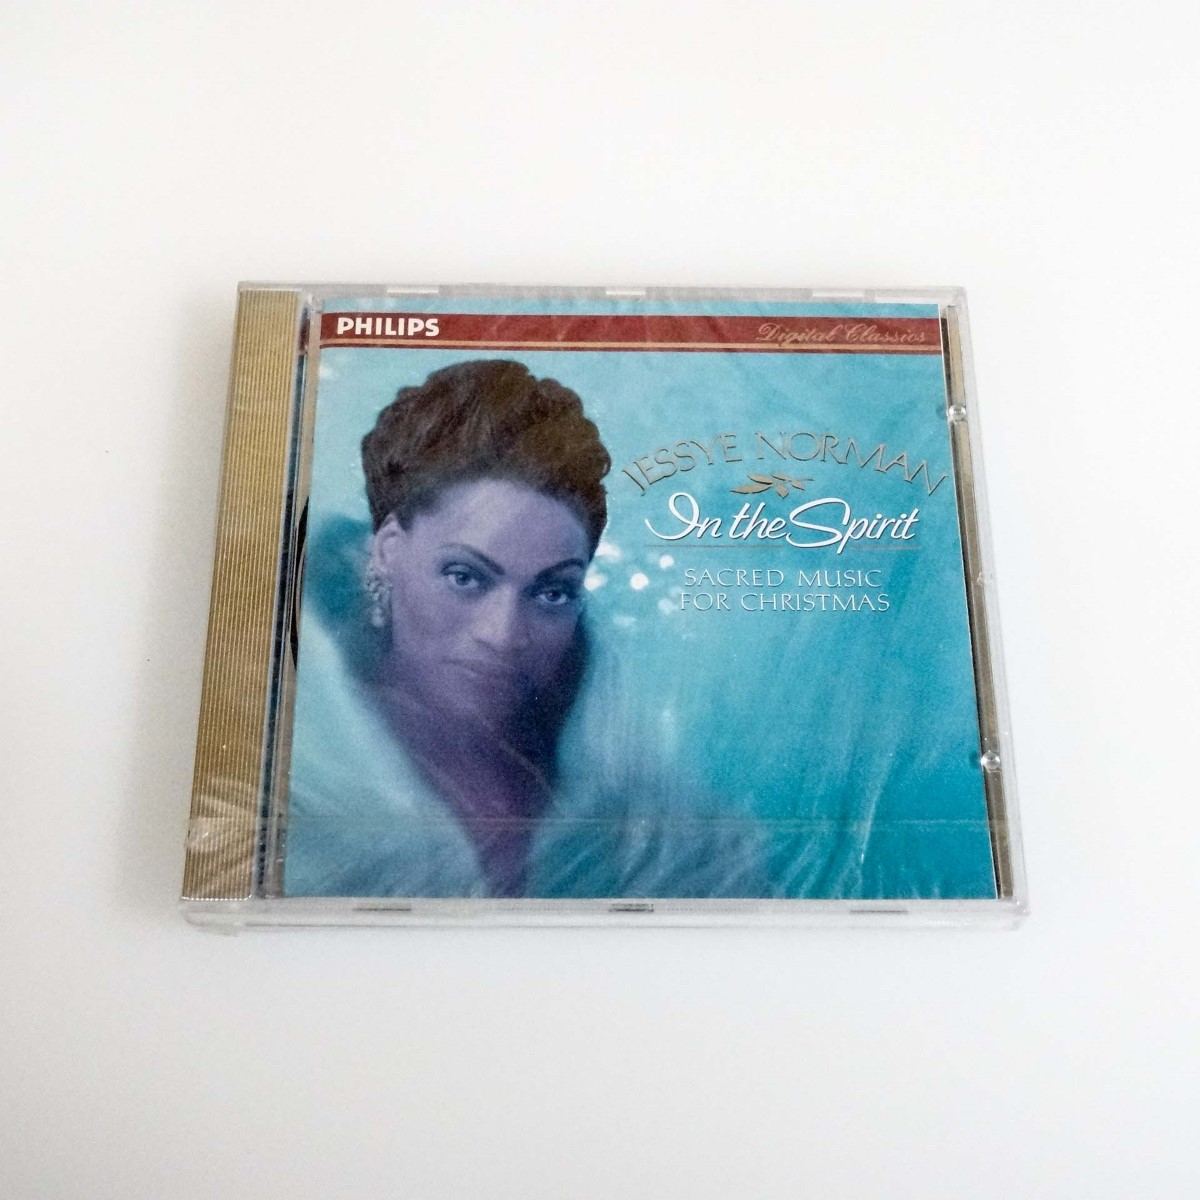 PHILIPS
Digital Classics
JESSYE NORMAN
In the Spirit
SACRED MUSIC
FOR CHRISTMAS